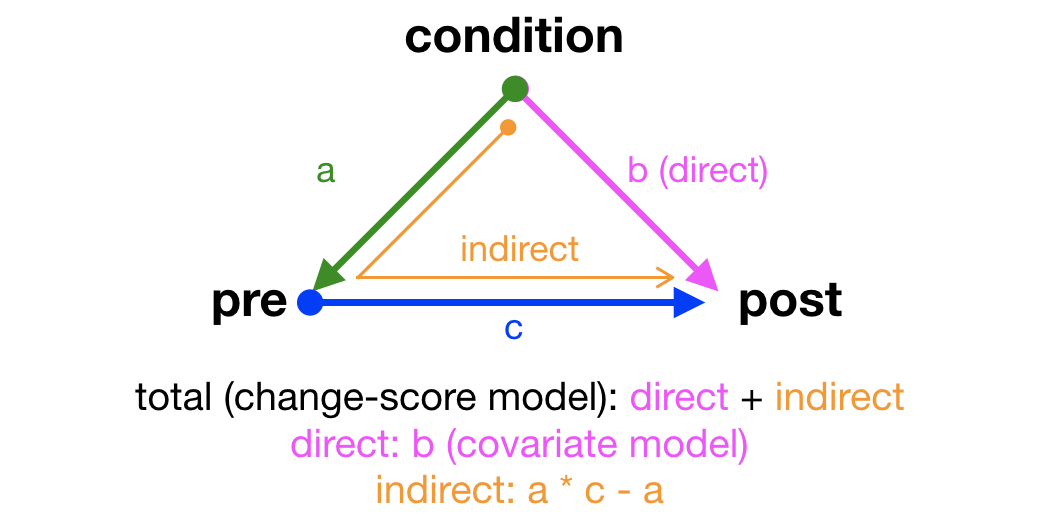 condition
a
b (direct)
indirect
pre
post
c
total (change-score model): direct + indirect
direct: b (covariate model)
indirect: a * c - a